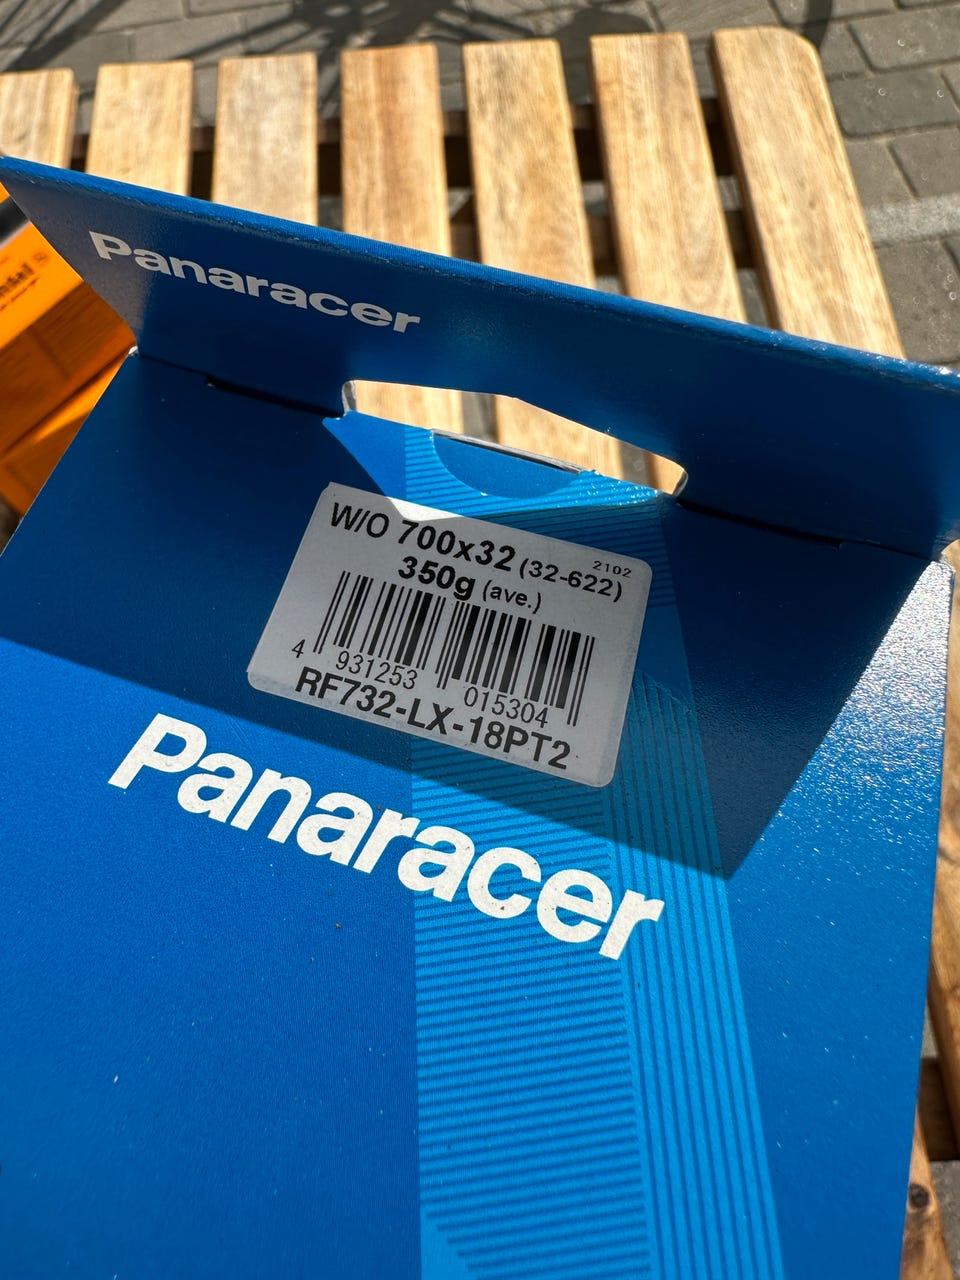 Panaracer
W/O 700x32 (32-622)
2102
350g (ave.)
4 931253 015304
RF732-LX-18PT2
Panaracer